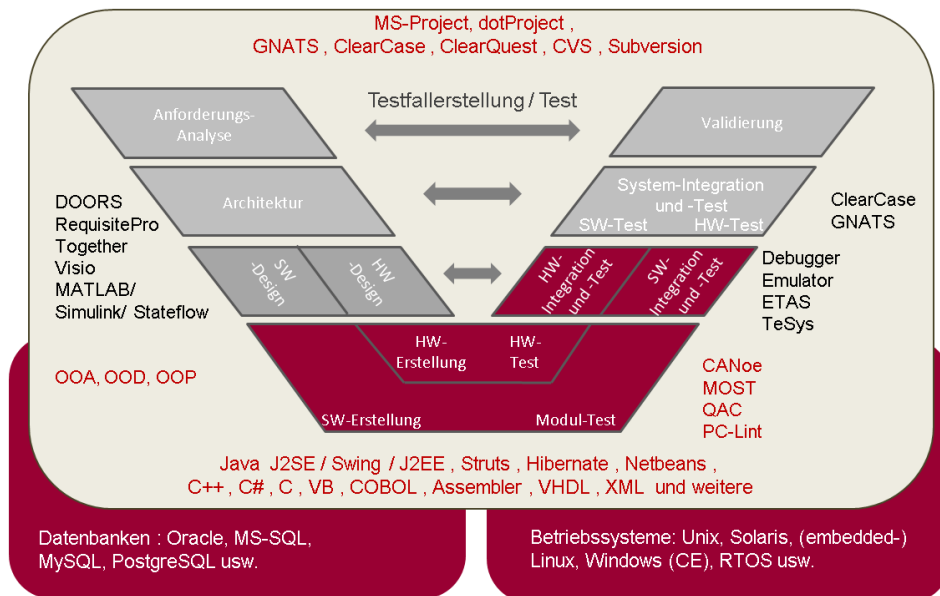 MS-Project, dotProject ,
GNATS , ClearCase , ClearQuest , CVS , Subversion
Testfallerstellung / Test
Anforderungs-
Analyse
Validierung
Architektur
System-Integration
und -Test
SW-Test HW-Test
DOORS
RequisitePro
Together
Visio
MATLAB/
Simulink/ Stateflow
ClearCase
GNATS
SW
-Design
HW
-Design
HW-
Integration
und -Test
SW-
Integration
und -Test
Debugger
Emulator
ETAS
TeSys
HW-
Erstellung
HW-
Test
OOA, OOD, OOP
CANoe
MOST
QAC
PC-Lint
SW-Erstellung
Modul-Test
Java J2SE / Swing / J2EE , Struts , Hibernate , Netbeans ,
C++ , C# , C , VB , COBOL , Assembler , VHDL , XML und weitere
Datenbanken : Oracle, MS-SQL,
MySQL, PostgreSQL usw.
Betriebssysteme: Unix, Solaris, (embedded-)
Linux, Windows (CE), RTOS usw.